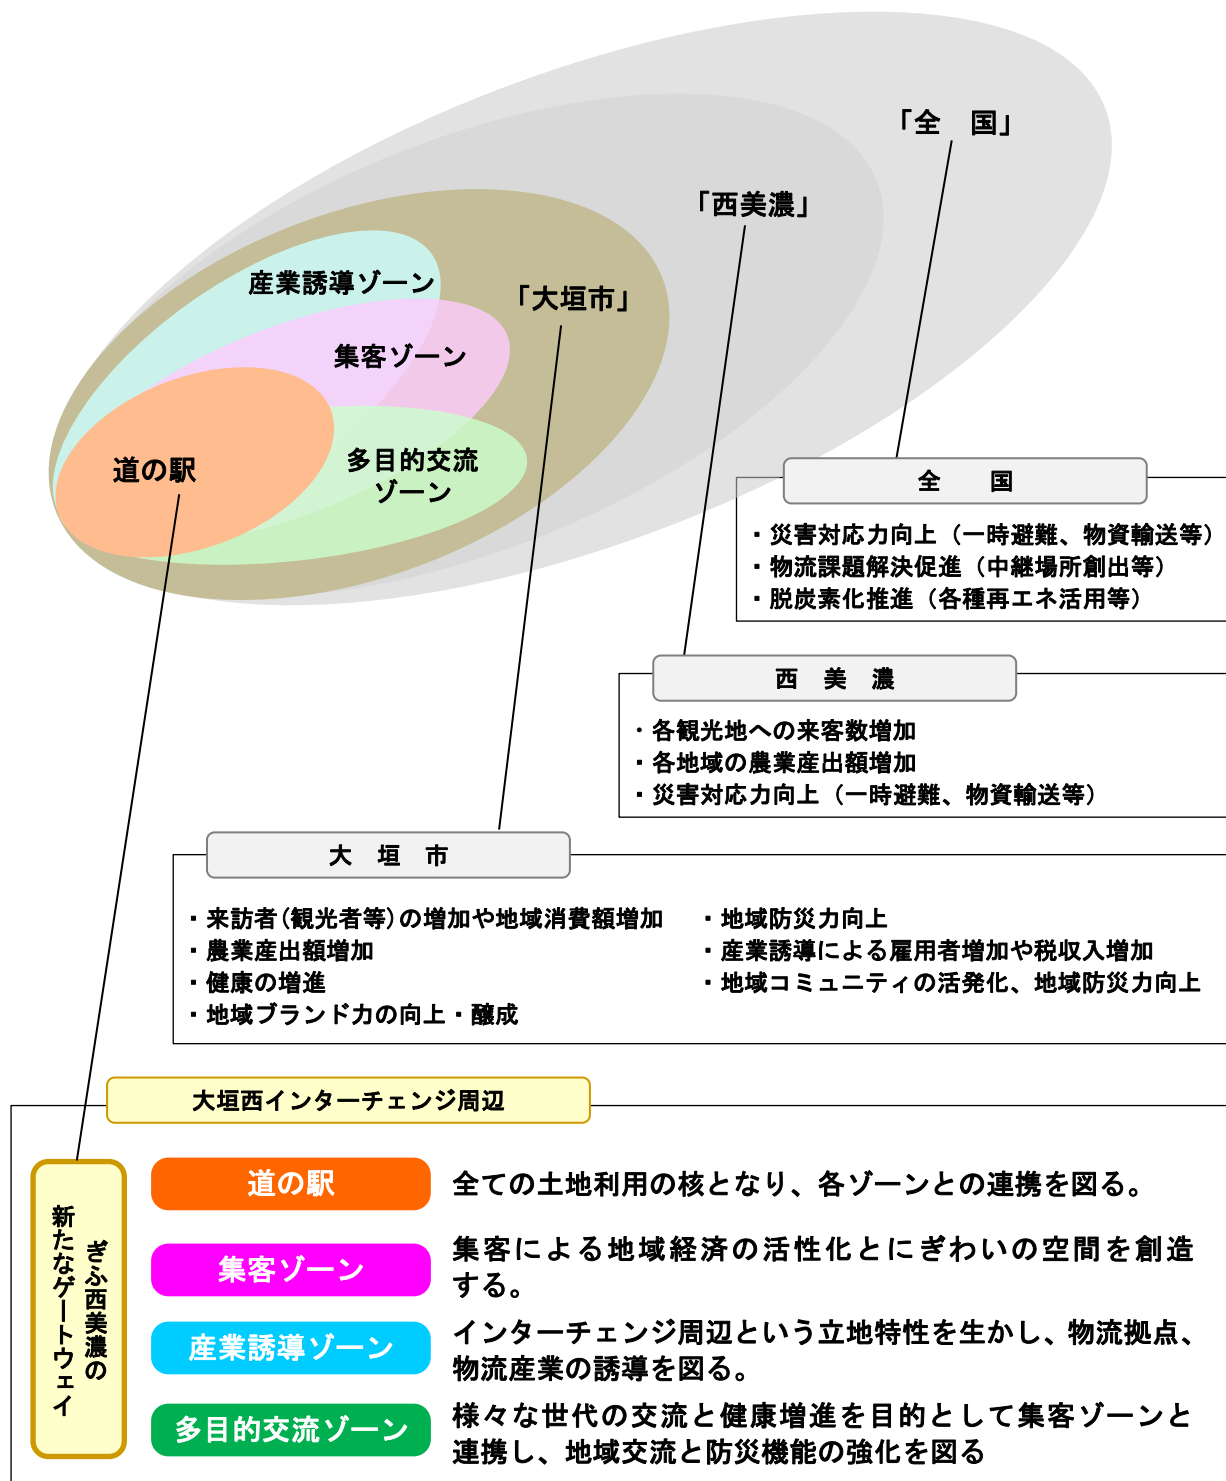 「全　国」
「西美濃」
「大垣市」
産業誘導ゾーン
集客ゾーン
道の駅
多目的交流
ゾーン
全　　国
・災害対応力向上（一時避難、物資輸送等）
・物流課題解決促進（中継場所創出等）
・脱炭素化推進（各種再エネ活用等）
西　美　濃
・各観光地への来客数増加
・各地域の農業産出額増加
・災害対応力向上（一時避難、物資輸送等）
大　垣　市
・来訪者(観光者等)の増加や地域消費額増加
・農業産出額増加
・健康の増進
・地域ブランド力の向上・醸成
・地域防災力向上
・産業誘導による雇用者増加や税収入増加
・地域コミュニティの活発化、地域防災力向上
大垣西インターチェンジ周辺
ぎふ西美濃の
新たなゲートウェイ
道の駅
全ての土地利用の核となり、各ゾーンとの連携を図る。
集客ゾーン
集客による地域経済の活性化とにぎわいの空間を創造
する。
産業誘導ゾーン
インターチェンジ周辺という立地特性を生かし、物流拠点、
物流産業の誘導を図る。
多目的交流ゾーン
様々な世代の交流と健康増進を目的として集客ゾーンと
連携し、地域交流と防災機能の強化を図る